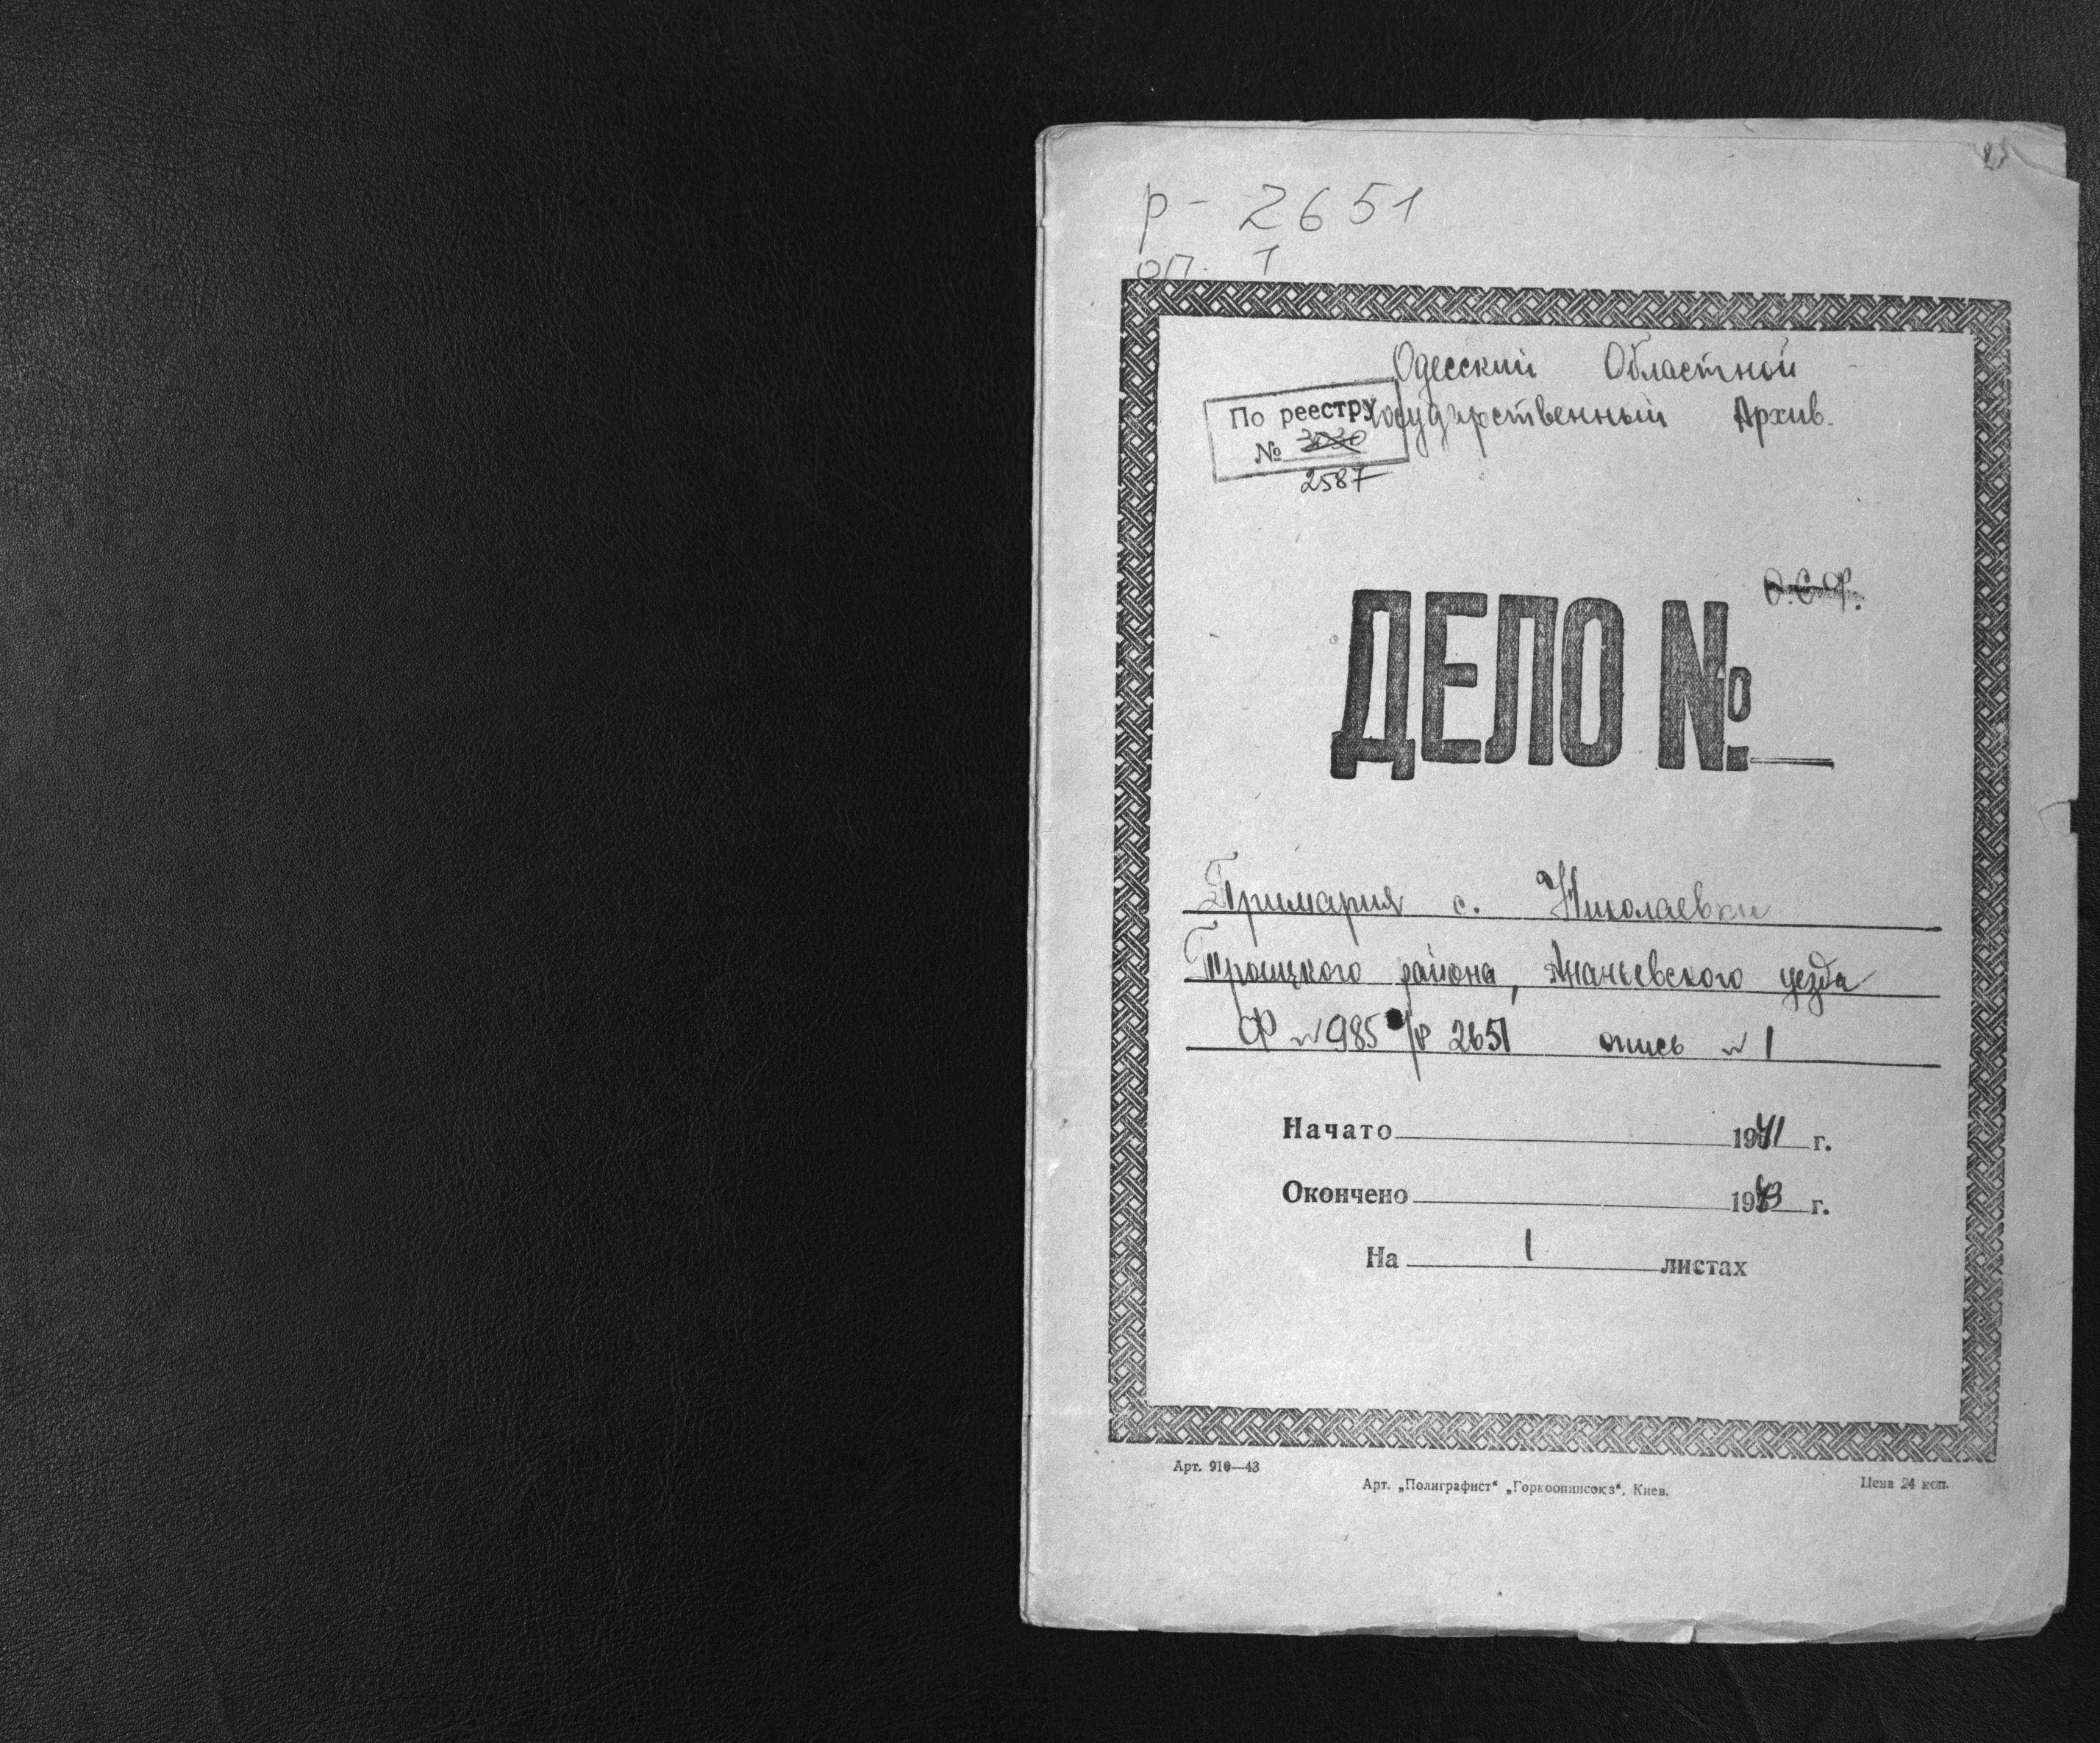 р - 2651
оп. 1
Одесский Областной
Государственный Архив.
По реестру
№
2587
О.С.Ф.
ДЕЛО №
Примария с. Николаевки
Троицкого района, Ананьевского уезда
Ф № 985 о/р 2651 опись № 1
Начато 1941 г.
Окончено 1943 г.
На 1 листах
Арт. 910—43
Арт. „Полиграфист“ „Горкоопинсоюз“, Киев.
Цена 24 коп.